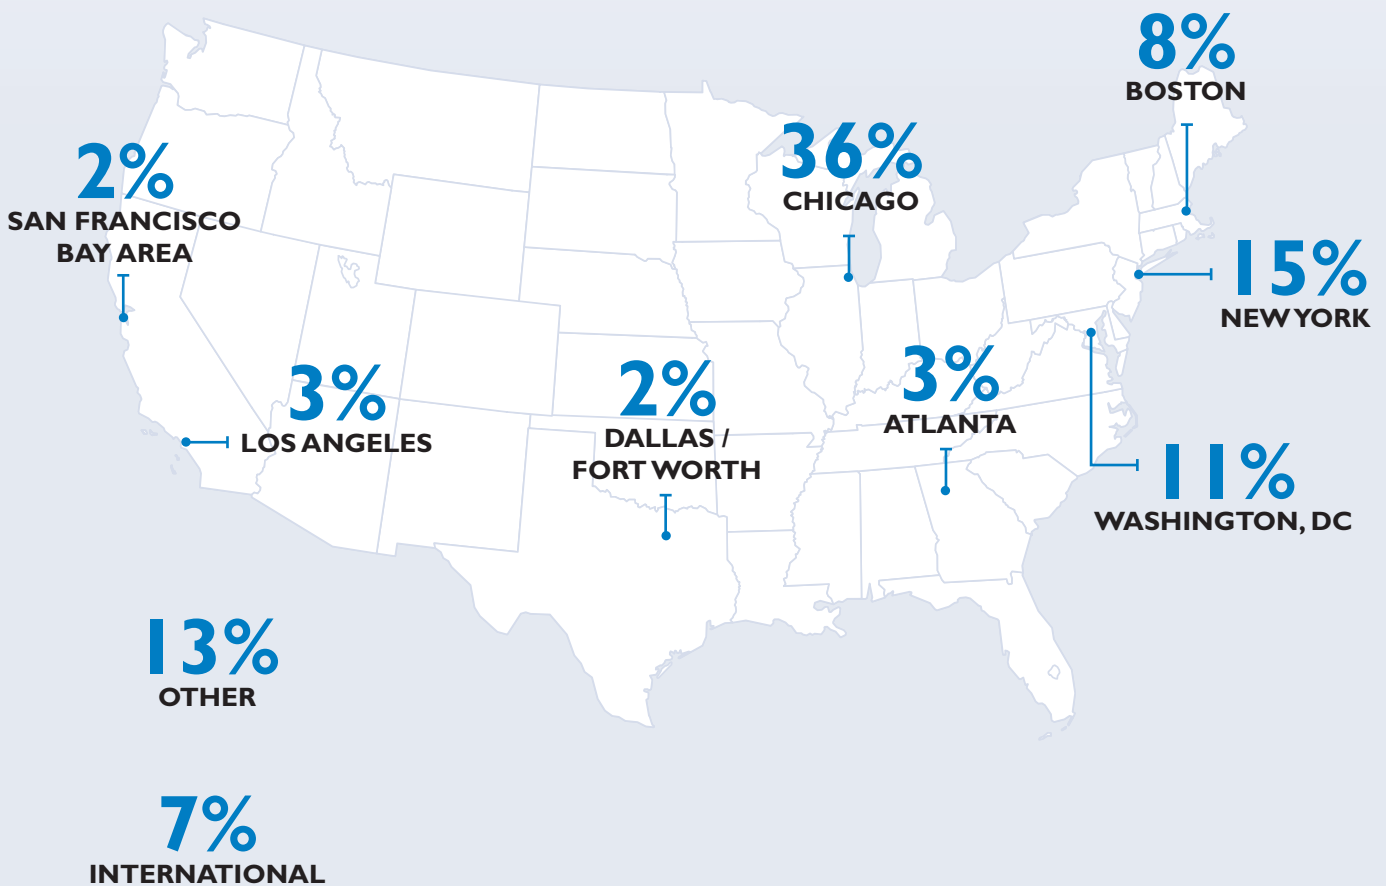 8%
BOSTON
36%
CHICAGO
2%
SAN FRANCISCO
BAY AREA
15%
NEW YORK
3%
LOS ANGELES
2%
DALLAS /
FORT WORTH
3%
ATLANTA
11%
WASHINGTON, DC
13%
OTHER
7%
INTERNATIONAL